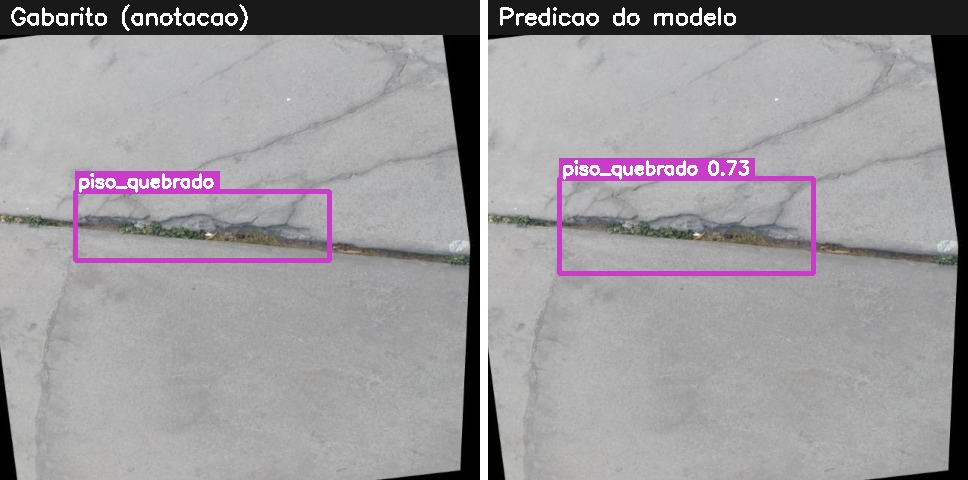 Gabarito (anotacao)
Predicao do modelo
piso_quebrado
piso_quebrado 0.73